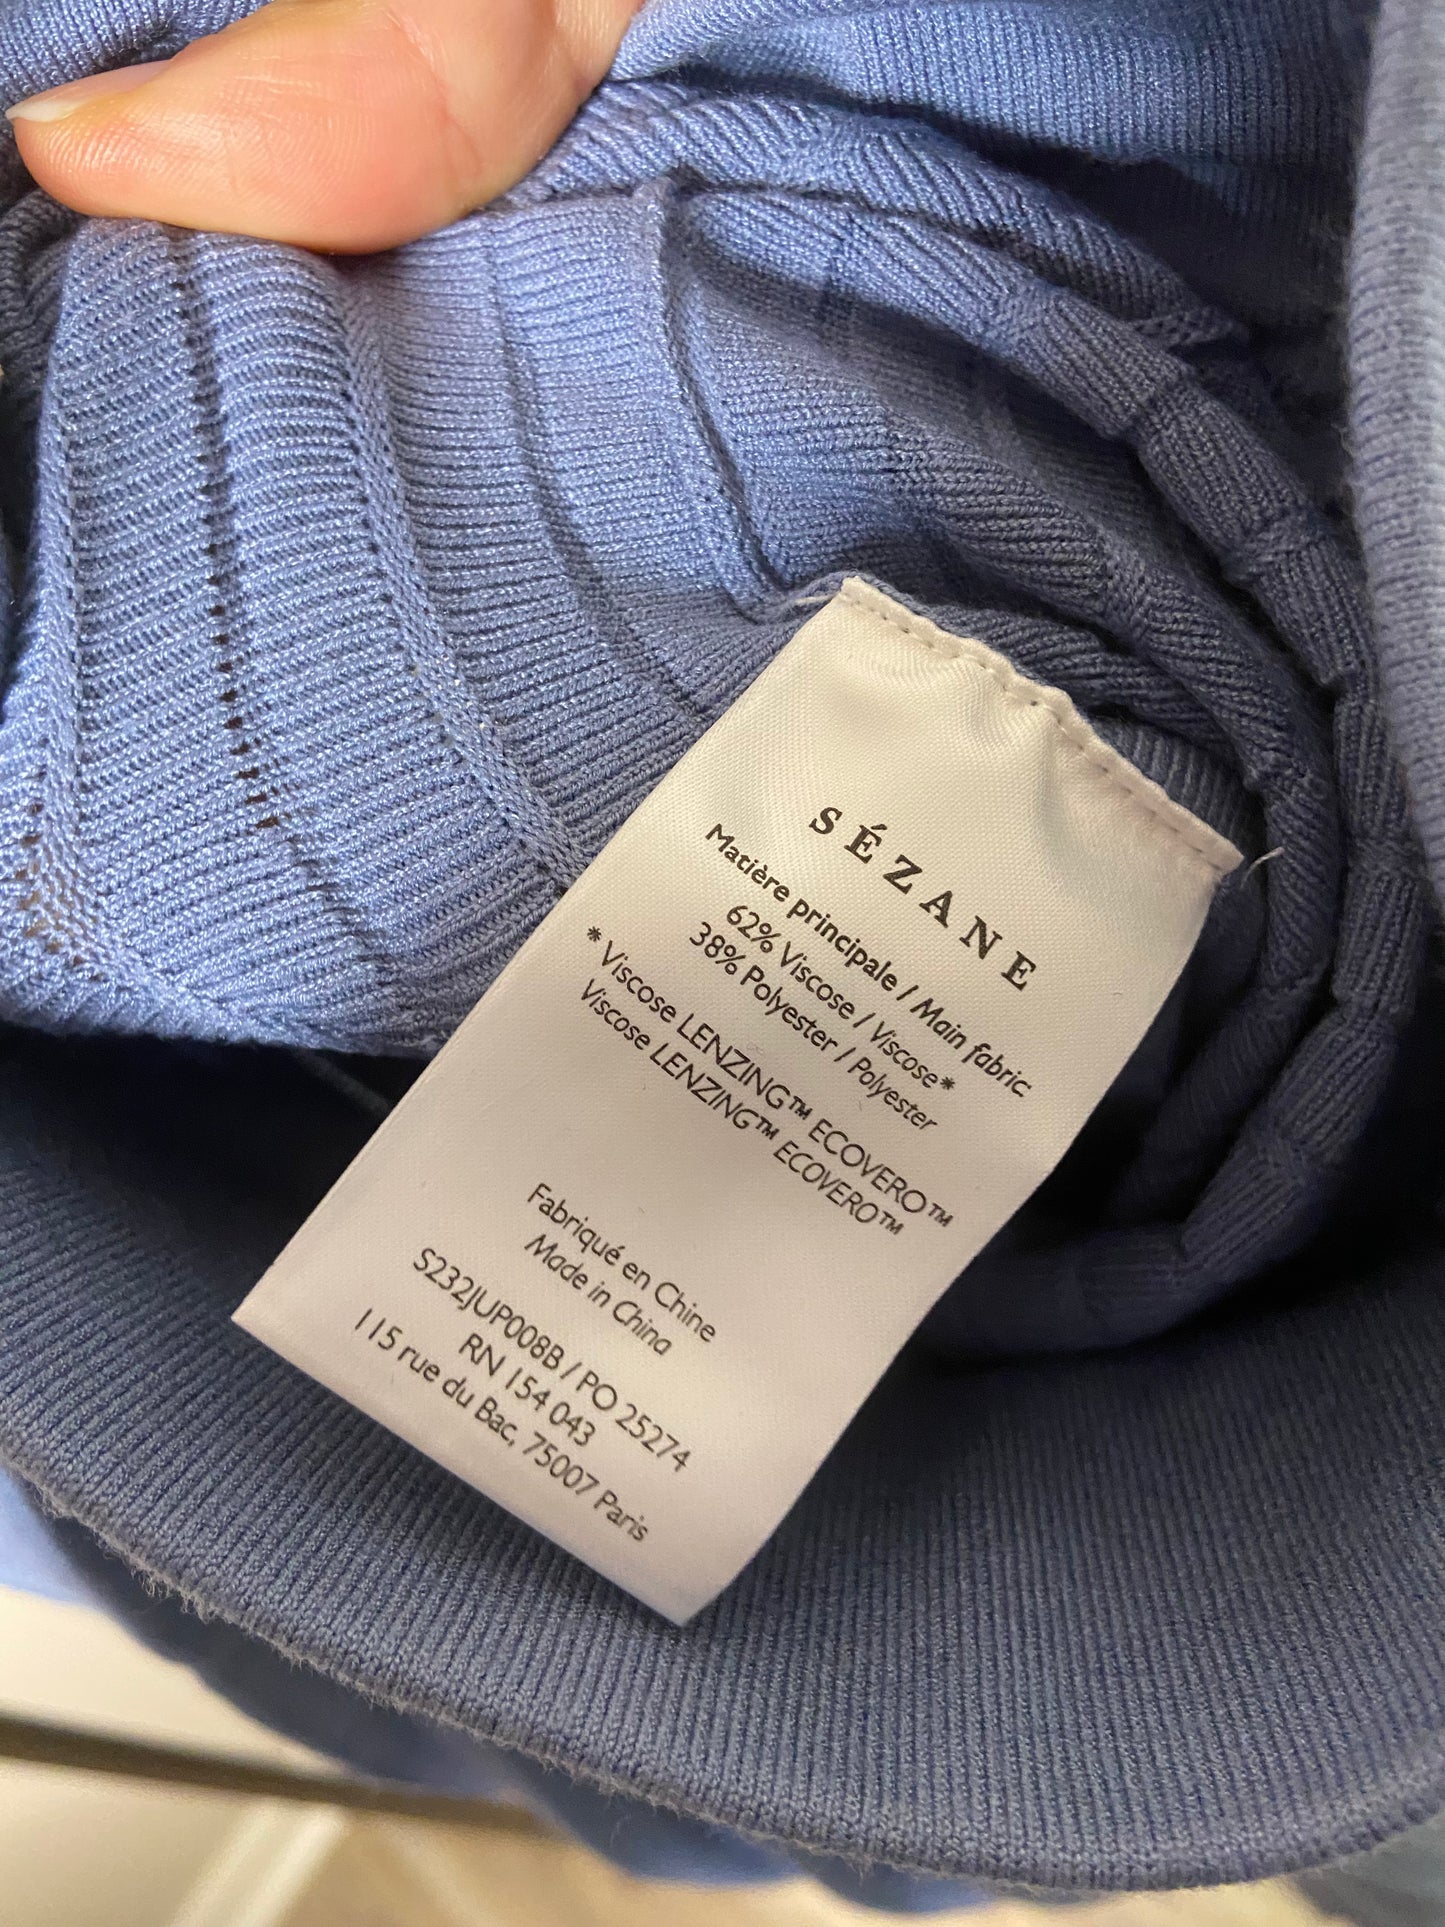 SÉZANE
Matière principale / Main fabric.
62% Viscose / Viscose*
38% Polyester / Polyester
*Viscose LENZING™ ECOVERO™
Viscose LENZING™ ECOVERO™
Fabriqué en Chine
Made in China
S232JUP008B / PO 25274
RN 154 043
115 rue du Bac, 75007 Paris